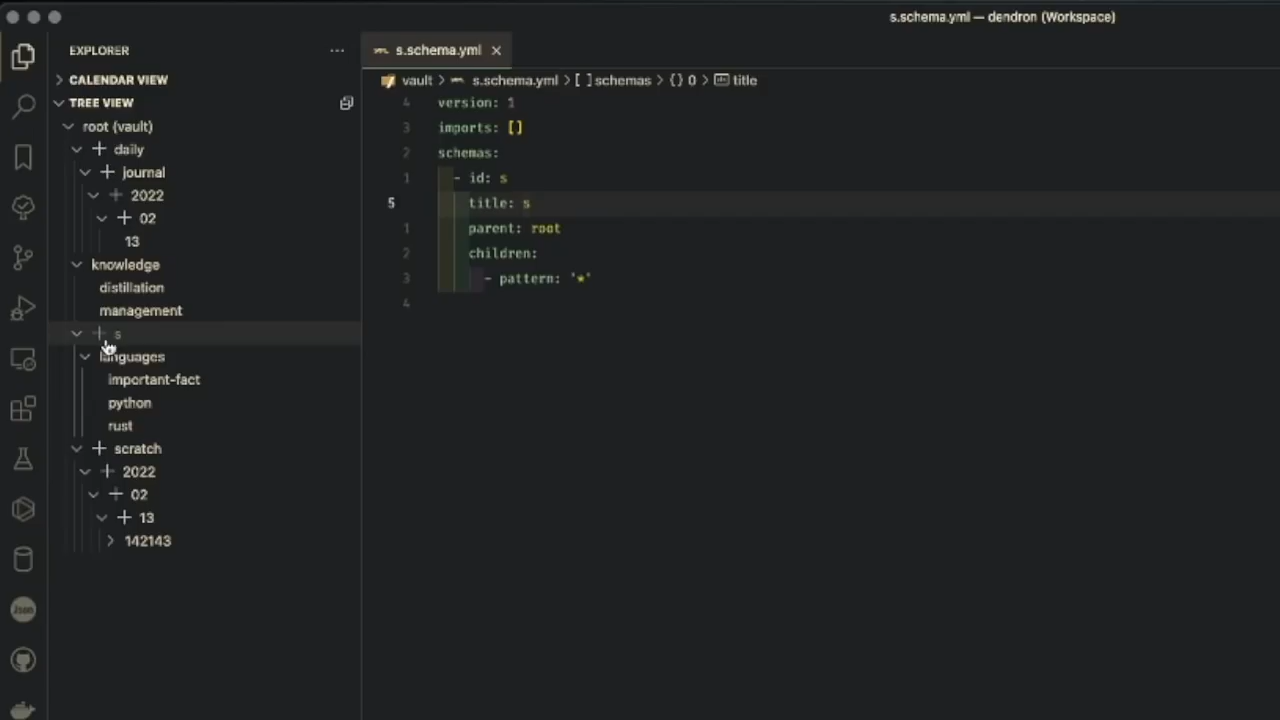 s.schema.yml — dendron (Workspace)
EXPLORER
CALENDAR VIEW
TREE VIEW
root (vault)
daily
journal
2022
02
13
knowledge
distillation
management
s
languages
important-fact
python
rust
scratch
2022
02
13
142143
Json
s.schema.yml
vault > s.schema.yml > [ ] schemas > {} 0 > title
4 version: 1
3 imports: []
2 schemas:
1 - id: s
5 title: s
1 parent: root
2 children:
3 - pattern: '*'
4